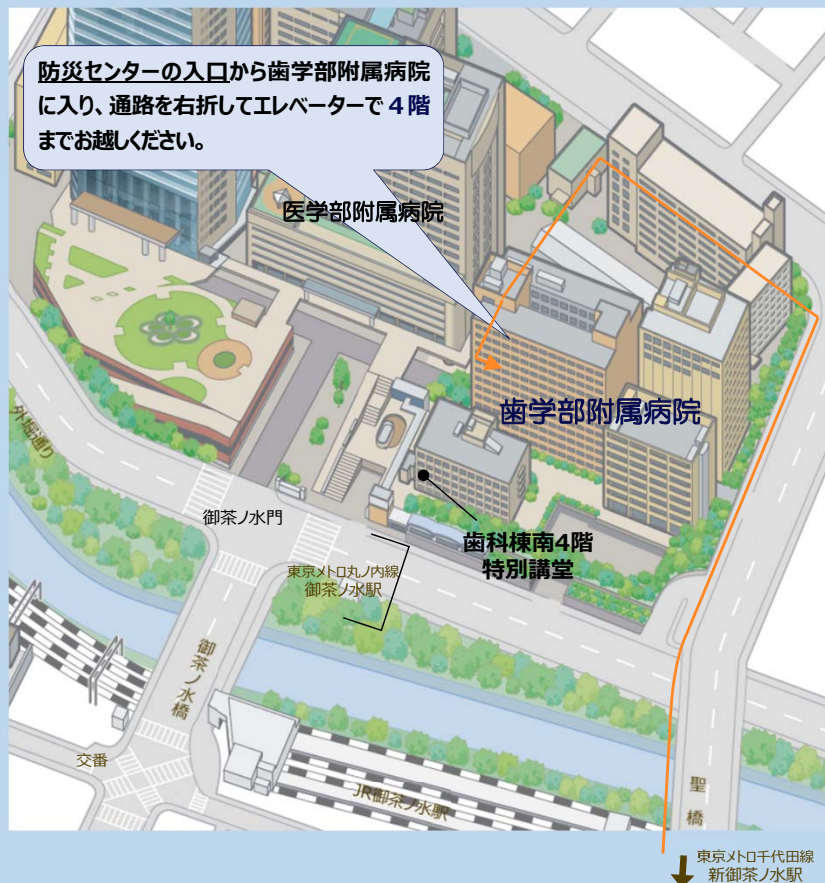 防災センターの入口から歯学部附属病院
に入り、通路を右折してエレベーターで４階
までお越しください。
医学部附属病院
歯学部附属病院
外堀通り
御茶ノ水門
歯科棟南4階
特別講堂
東京メトロ丸ノ内線
御茶ノ水駅
御茶ノ水橋
交番
JR御茶ノ水駅
聖橋
東京メトロ千代田線
新御茶ノ水駅